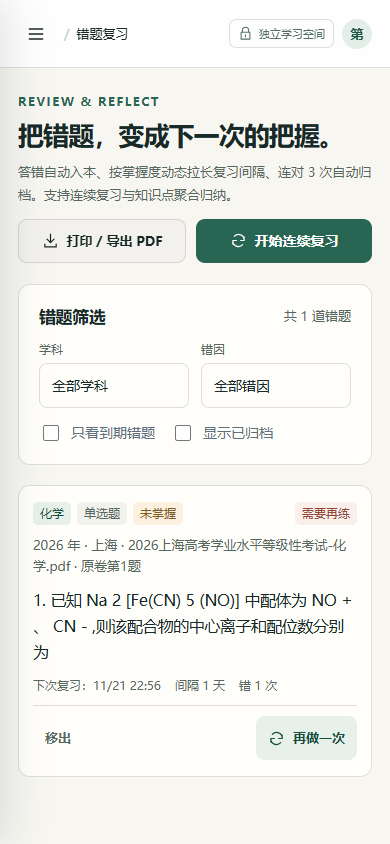 / 错题复习
独立学习空间
第
REVIEW & REFLECT
把错题，变成下一次的把握。
答错自动入本、按掌握度动态拉长复习间隔、连对 3 次自动归
档。支持连续复习与知识点聚合归纳。
打印 / 导出 PDF
开始连续复习
错题筛选
共 1 道错题
学科
错因
全部学科
全部错因
只看到期错题
显示已归档
化学
单选题
未掌握
需要再练
2026 年 · 上海 · 2026上海高考学业水平等级性考试-化
学.pdf · 原卷第1题
1. 已知 Na 2 [Fe(CN) 5 (NO)] 中配体为 NO +
、 CN - ,则该配合物的中心离子和配位数分别
为
下次复习：11/21 22:56 间隔 1 天 错 1 次
移出
再做一次